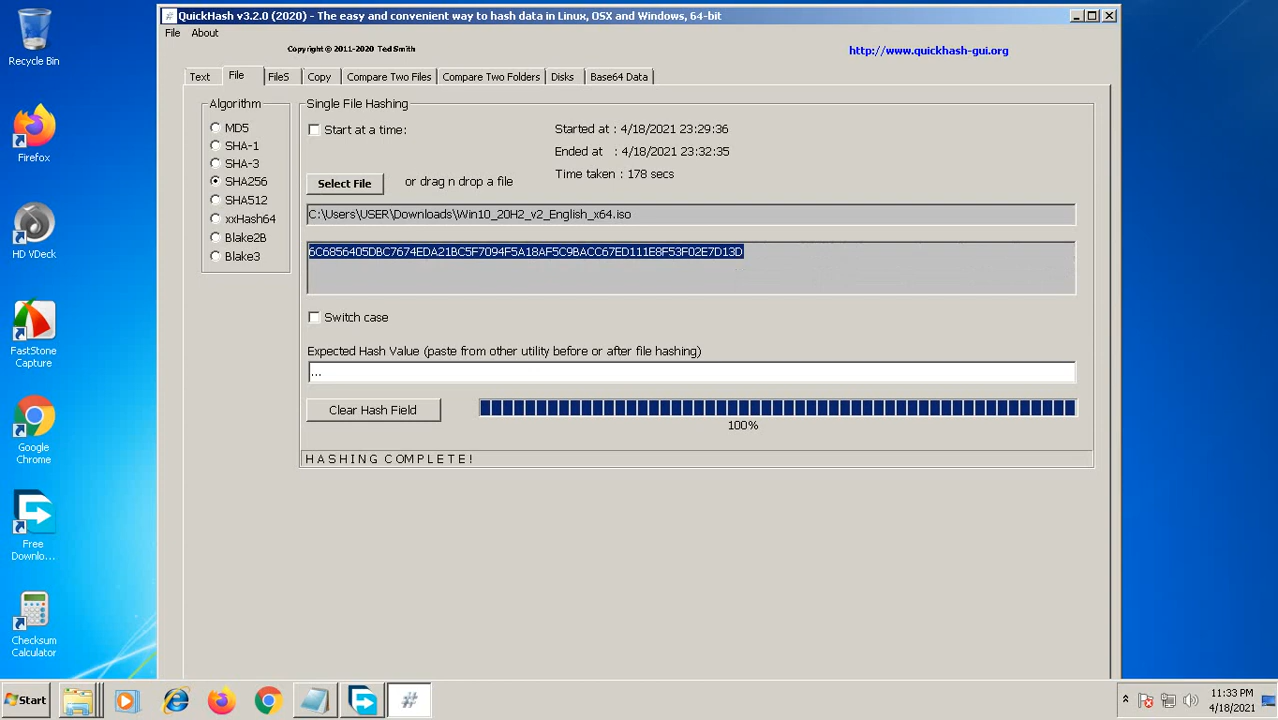 QuickHash v3.2.0 (2020) - The easy and convenient way to hash data in Linux, OSX and Windows, 64-bit
File About
Copyright © 2011-2020 Ted Smith
http://www.quickhash-gui.org
Text File FileS Copy Compare Two Files Compare Two Folders Disks Base64 Data
Algorithm
MD5
SHA-1
SHA-3
SHA256
SHA512
xxHash64
Blake2B
Blake3
Single File Hashing
Start at a time:
Started at : 4/18/2021 23:29:36
Ended at : 4/18/2021 23:32:35
Time taken : 178 secs
Select File or drag n drop a file
C:\Users\USER\Downloads\Win10_20H2_v2_English_x64.iso
6C6856405DBC7674EDA21BC5F7094F5A18AF5C9BACC67ED111E8F53F02E7D13D
Switch case
Expected Hash Value (paste from other utility before or after file hashing)
...
Clear Hash Field
100%
HASHING COMPLETE!
Recycle Bin
Firefox
HD VDeck
FastStone
Capture
Google
Chrome
Free
Downlo...
Checksum
Calculator
Start
11:33 PM
4/18/2021